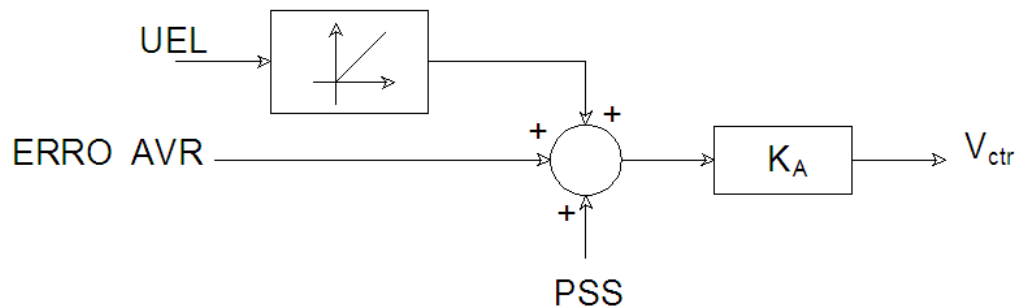 UEL
+
+
ERRO AVR
K_A
V_ctr
+
PSS